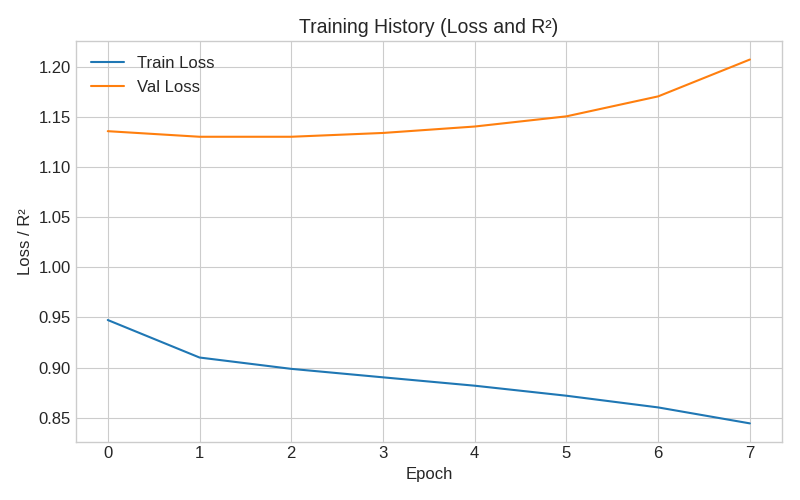 Training History (Loss and R²)
Train Loss
Val Loss
Loss / R²
1.20
1.15
1.10
1.05
1.00
0.95
0.90
0.85
0 1 2 3 4 5 6 7
Epoch